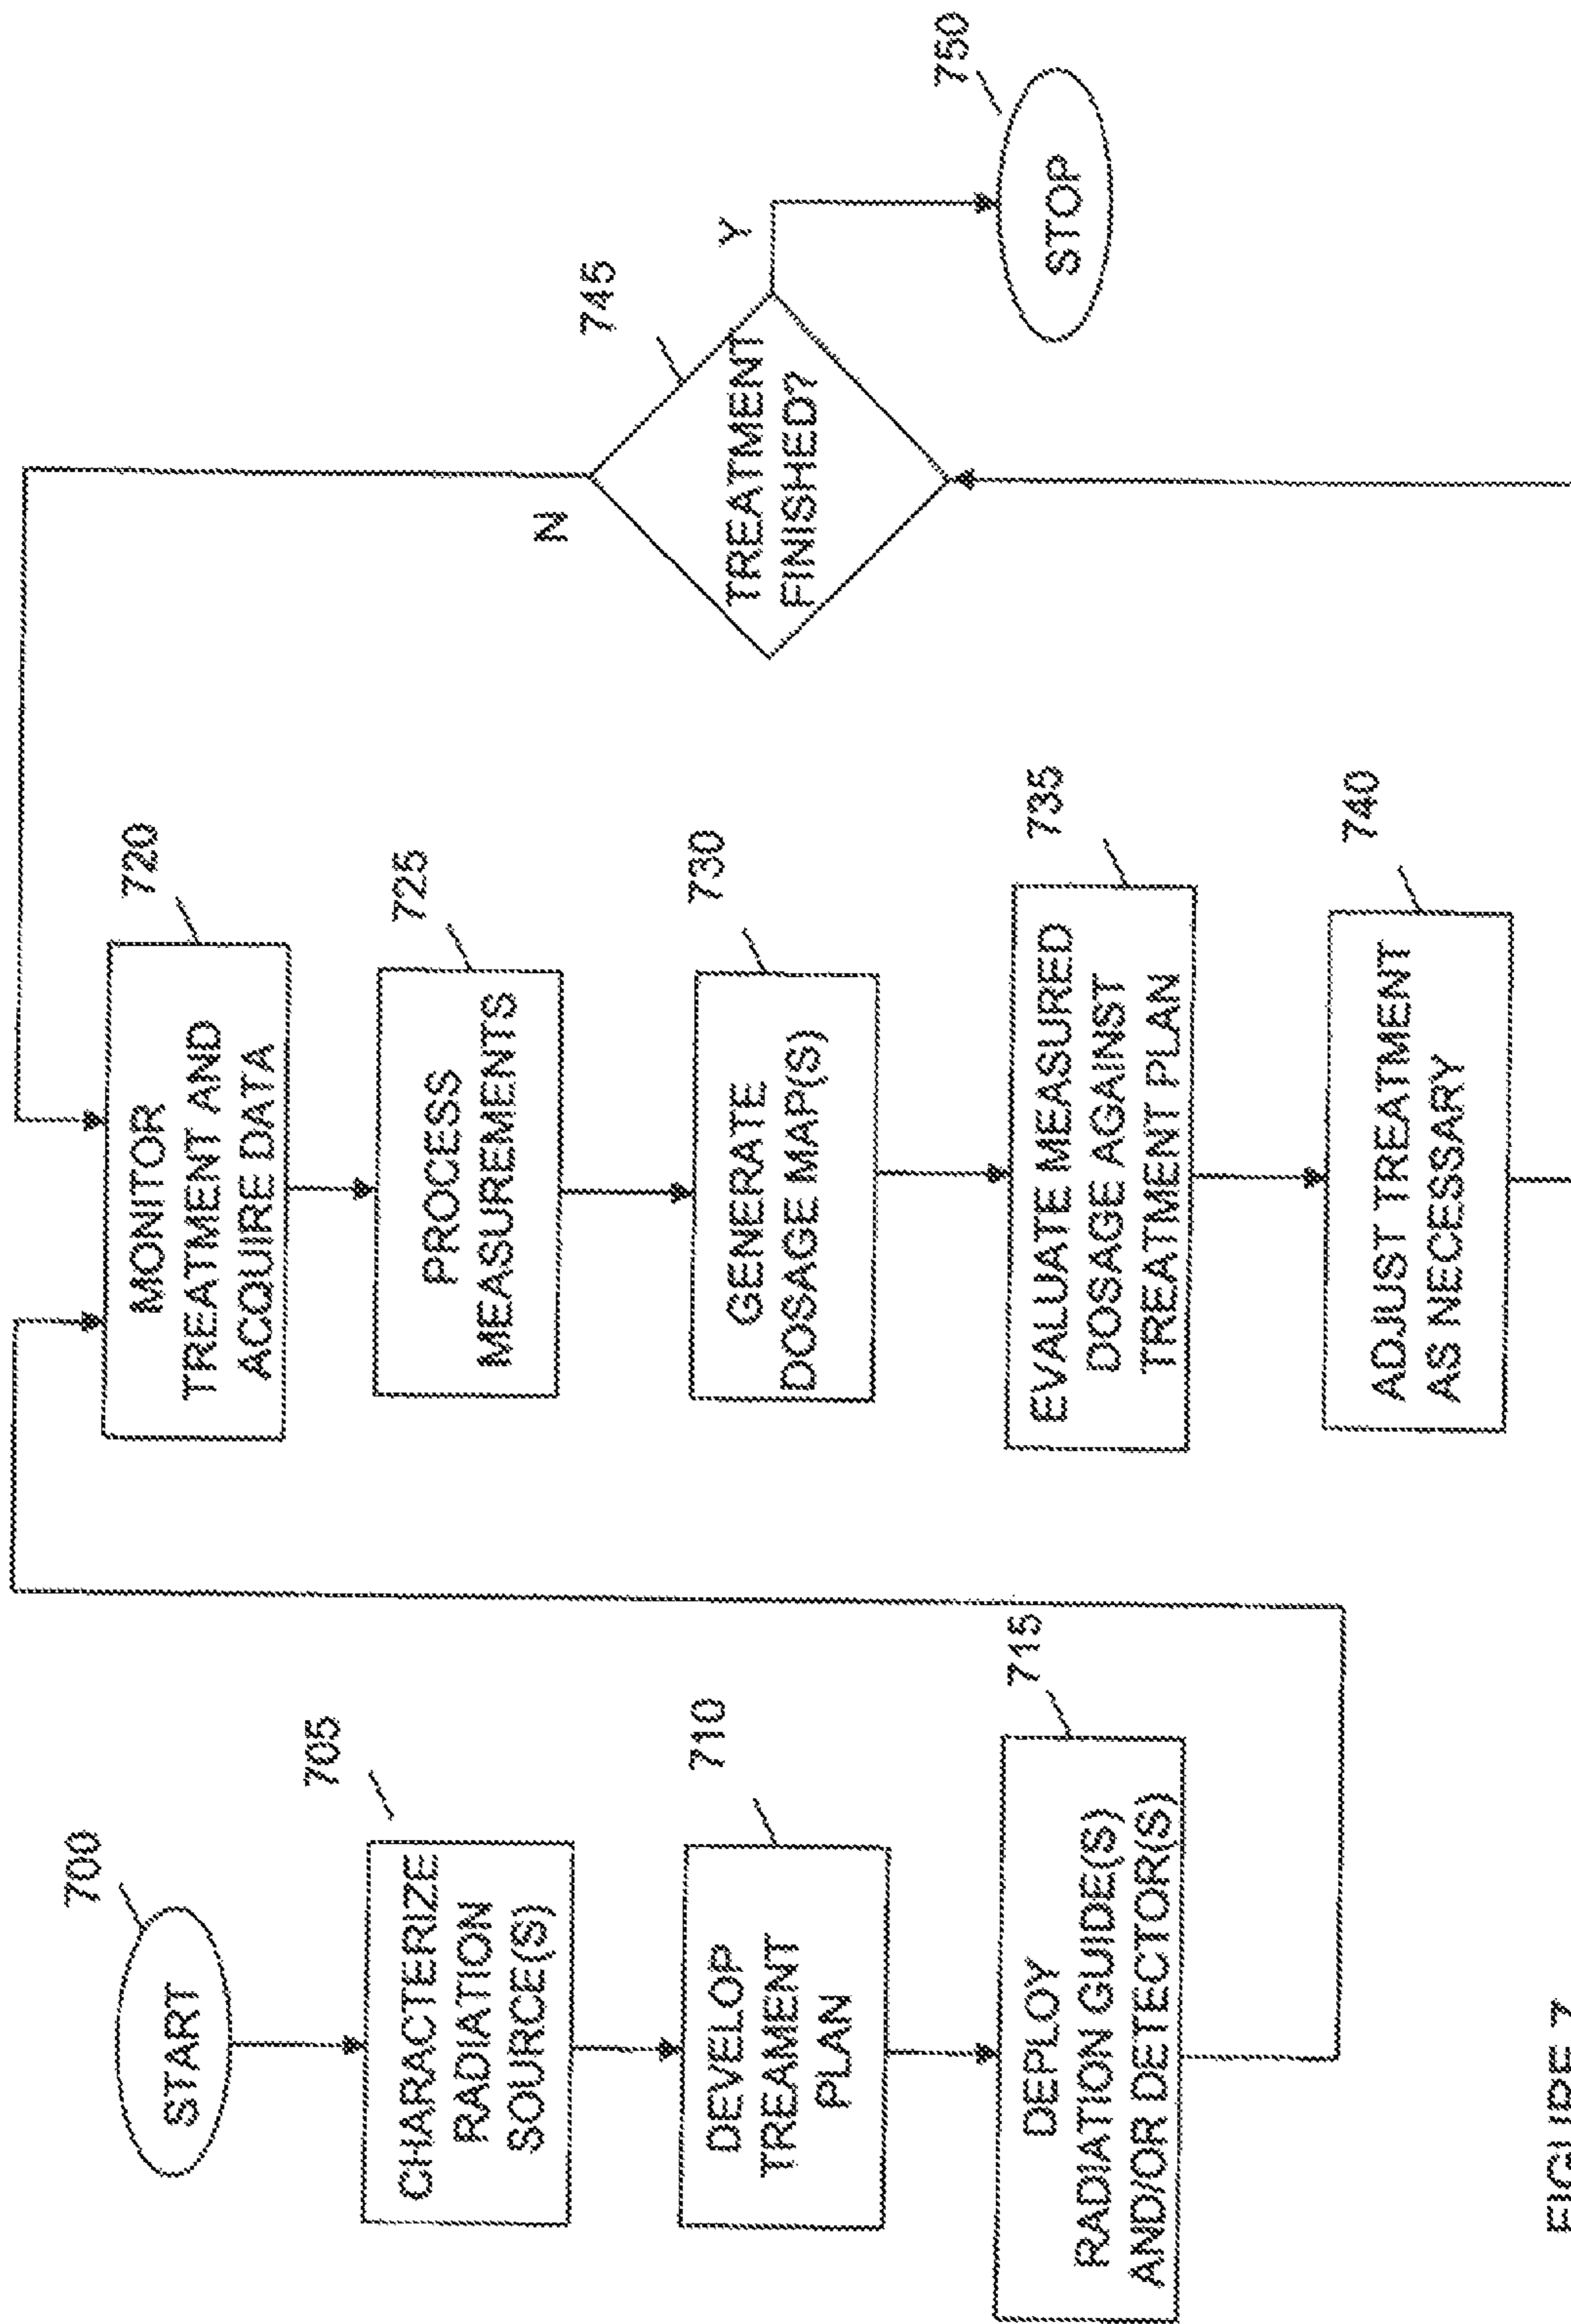 700
START
705
CHARACTERIZE
RADIATION
SOURCE(S)
710
DEVELOP
TREAMENT
PLAN
715
DEPLOY
RADIATION GUIDE(S)
AND/OR DETECTOR(S)
720
MONITOR
TREATMENT AND
ACQUIRE DATA
725
PROCESS
MEASUREMENTS
730
GENERATE
DOSAGE MAP(S)
735
EVALUATE MEASURED
DOSAGE AGAINST
TREATMENT PLAN
740
ADJUST TREATMENT
AS NECESSARY
745
TREATMENT
FINISHED?
N
Y
750
STOP
FIGURE 7